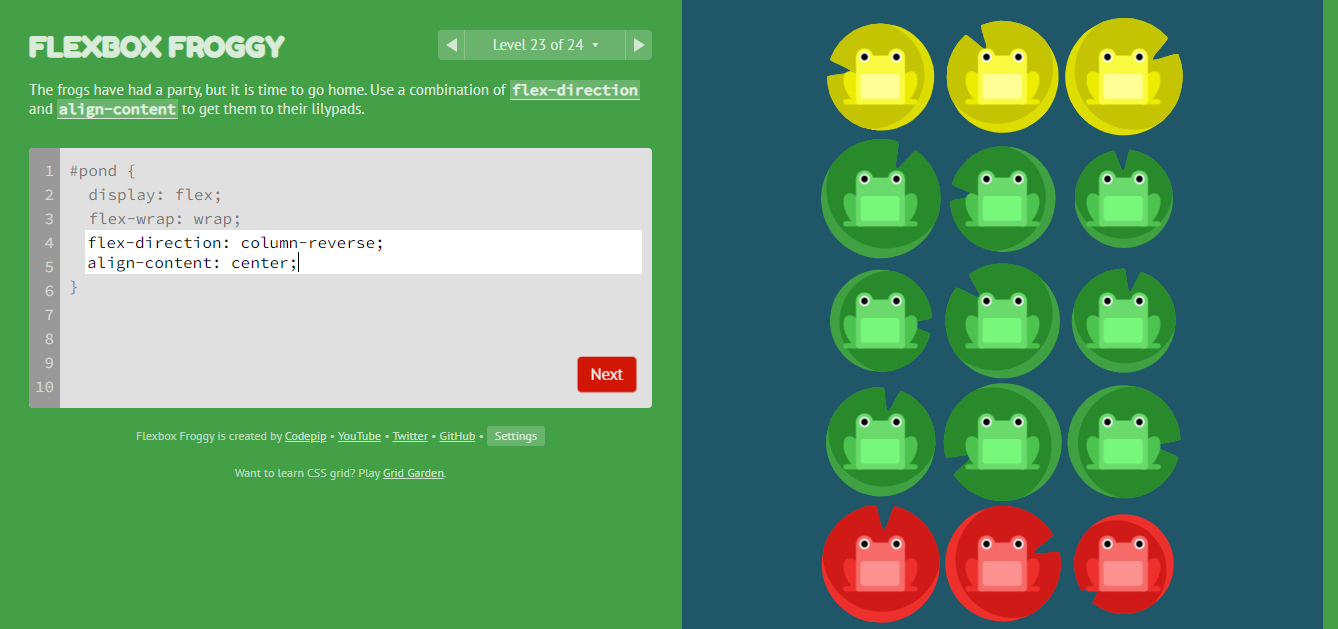 FLEXBOX FROGGY
◀ Level 23 of 24 ▼ ▶
The frogs have had a party, but it is time to go home. Use a combination of flex-direction
and align-content to get them to their lilypads.
1 #pond {
2 display: flex;
3 flex-wrap: wrap;
4 flex-direction: column-reverse;
5 align-content: center;
6 }
7
8
9
10
Next
Flexbox Froggy is created by Codepip • YouTube • Twitter • GitHub • Settings
Want to learn CSS grid? Play Grid Garden.